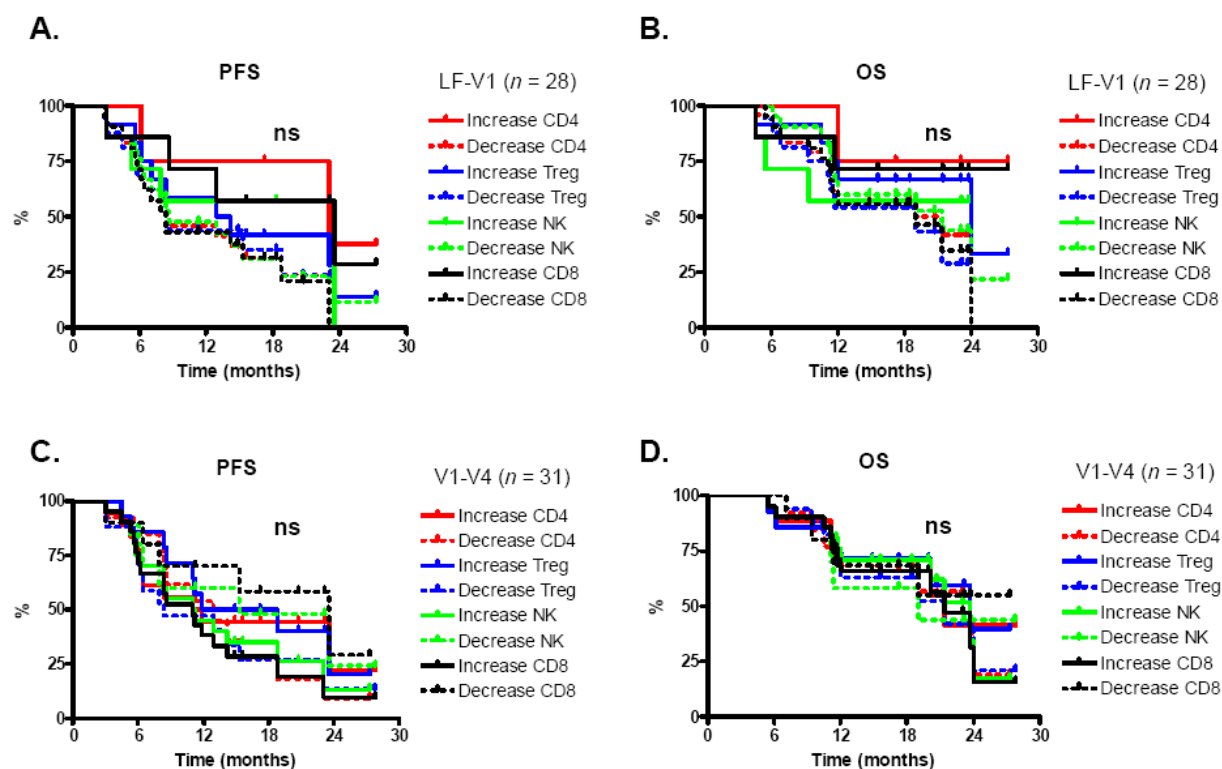 A.
PFS
LF-V1 (n = 28)
ns
Increase CD4
Decrease CD4
Increase Treg
Decrease Treg
Increase NK
Decrease NK
Increase CD8
Decrease CD8
100
75
50
25
0
%
0 6 12 18 24 30
Time (months)
B.
OS
LF-V1 (n = 28)
ns
Increase CD4
Decrease CD4
Increase Treg
Decrease Treg
Increase NK
Decrease NK
Increase CD8
Decrease CD8
100
75
50
25
0
%
0 6 12 18 24 30
Time (months)
C.
PFS
V1-V4 (n = 31)
ns
Increase CD4
Decrease CD4
Increase Treg
Decrease Treg
Increase NK
Decrease NK
Increase CD8
Decrease CD8
100
75
50
25
0
%
0 6 12 18 24 30
Time (months)
D.
OS
V1-V4 (n = 31)
ns
Increase CD4
Decrease CD4
Increase Treg
Decrease Treg
Increase NK
Decrease NK
Increase CD8
Decrease CD8
100
75
50
25
0
%
0 6 12 18 24 30
Time (months)